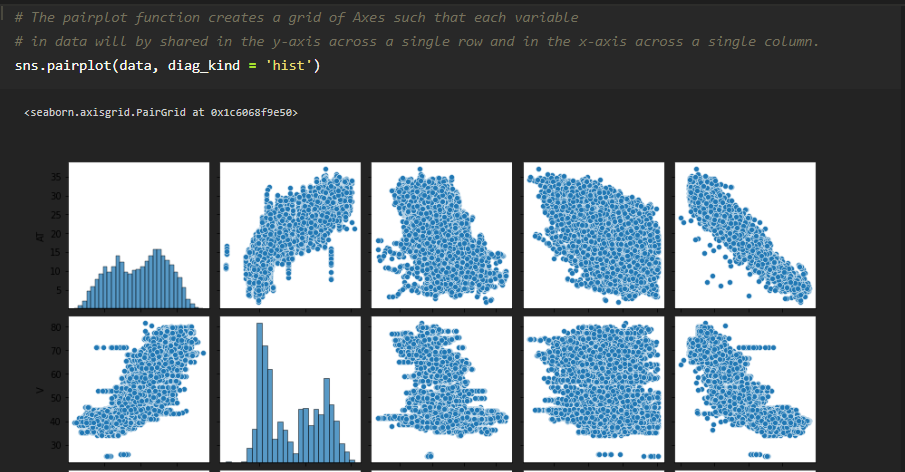 # The pairplot function creates a grid of Axes such that each variable
# in data will by shared in the y-axis across a single row and in the x-axis across a single column.
sns.pairplot(data, diag_kind = 'hist')
<seaborn.axisgrid.PairGrid at 0x1c6068f9e50>
35
30
25
20
15
10
5
AT
80
70
60
50
40
30
V